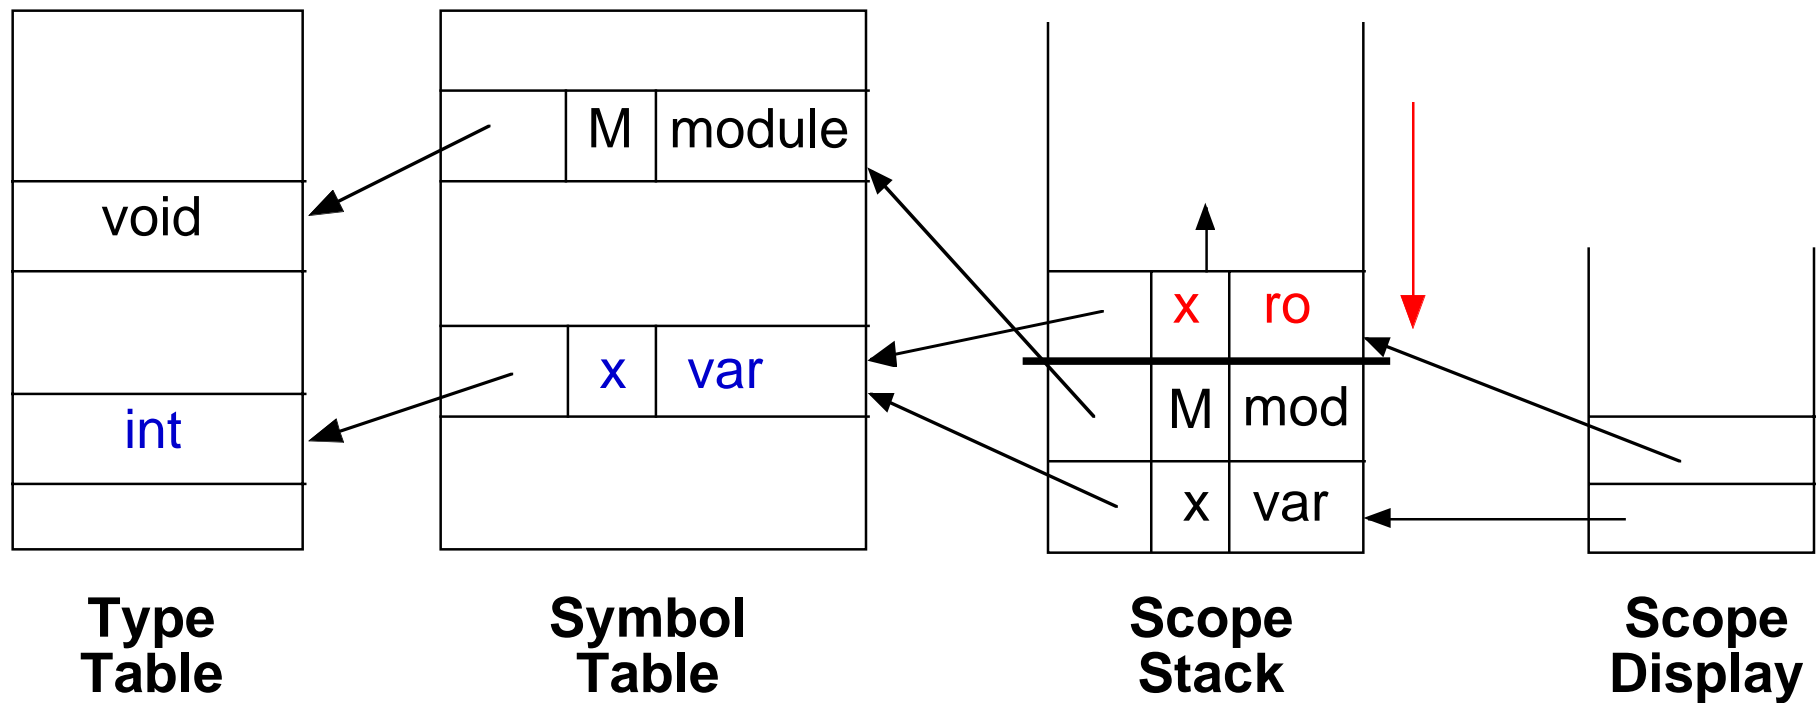 M module
void
x ro
x var
M mod
int
x var
Type Table
Symbol Table
Scope Stack
Scope Display